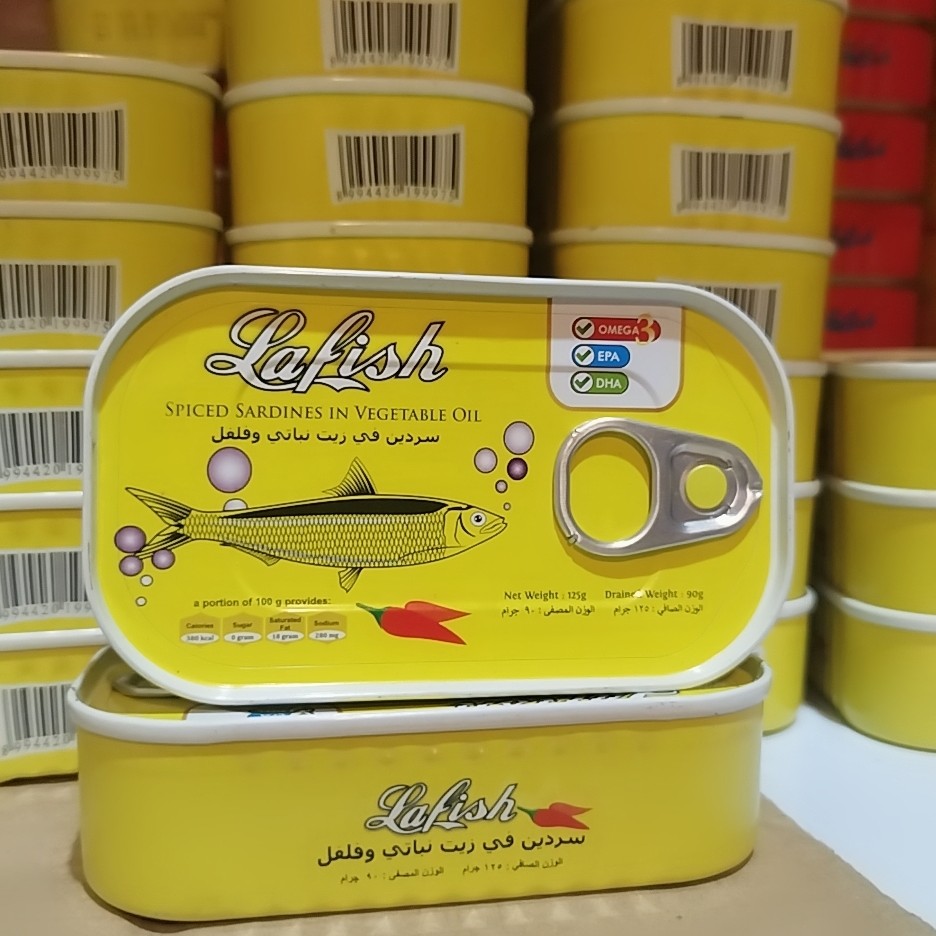 Lafish
SPICED SARDINES IN VEGETABLE OIL
سردين في زيت نباتي وفلفل
OMEGA 3
EPA
DHA
a portion of 100 g provides:
Calories Sugar Saturated Fat Sodium
0 gram
Net Weight : 125g Drained Weight : 90g
الوزن الصافي : ١٢٥ جرام الوزن المصفى : ٩٠ جرام
Lafish
سردين في زيت نباتي وفلفل
الوزن الصافي : ١٢٥ جرام الوزن المصفى : ٩٠ جرام